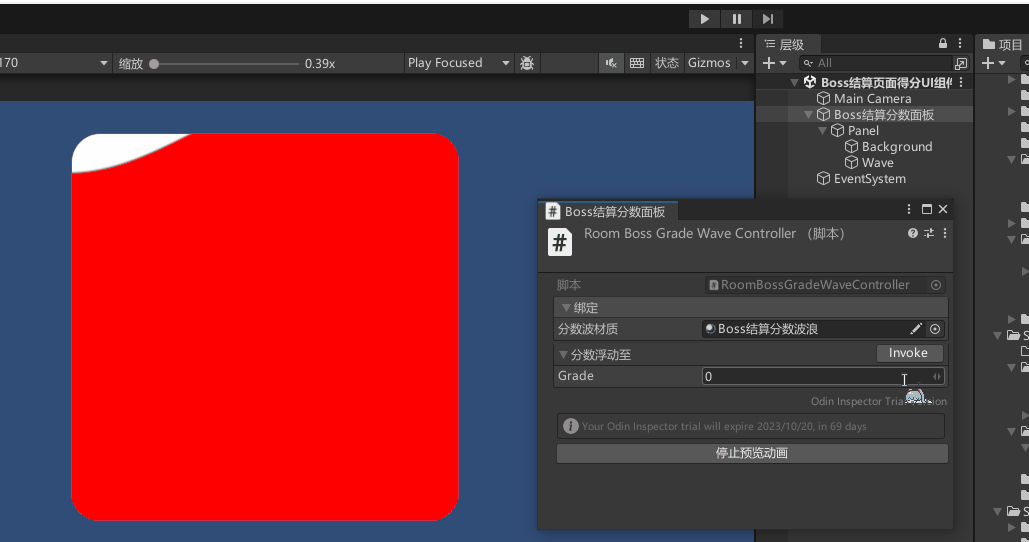 170
缩放
0.39x
Play Focused
状态
Gizmos
层级
项目
All
Boss结算页面得分UI组件
Main Camera
Boss结算分数面板
Panel
Background
Wave
EventSystem
Boss结算分数面板
Room Boss Grade Wave Controller （脚本）
脚本
RoomBossGradeWaveController
绑定
分数波材质
Boss结算分数波浪
分数浮动至
Invoke
Grade
0
Odin Inspector
Your Odin Inspector trial will expire 2023/10/20, in 69 days
停止预览动画